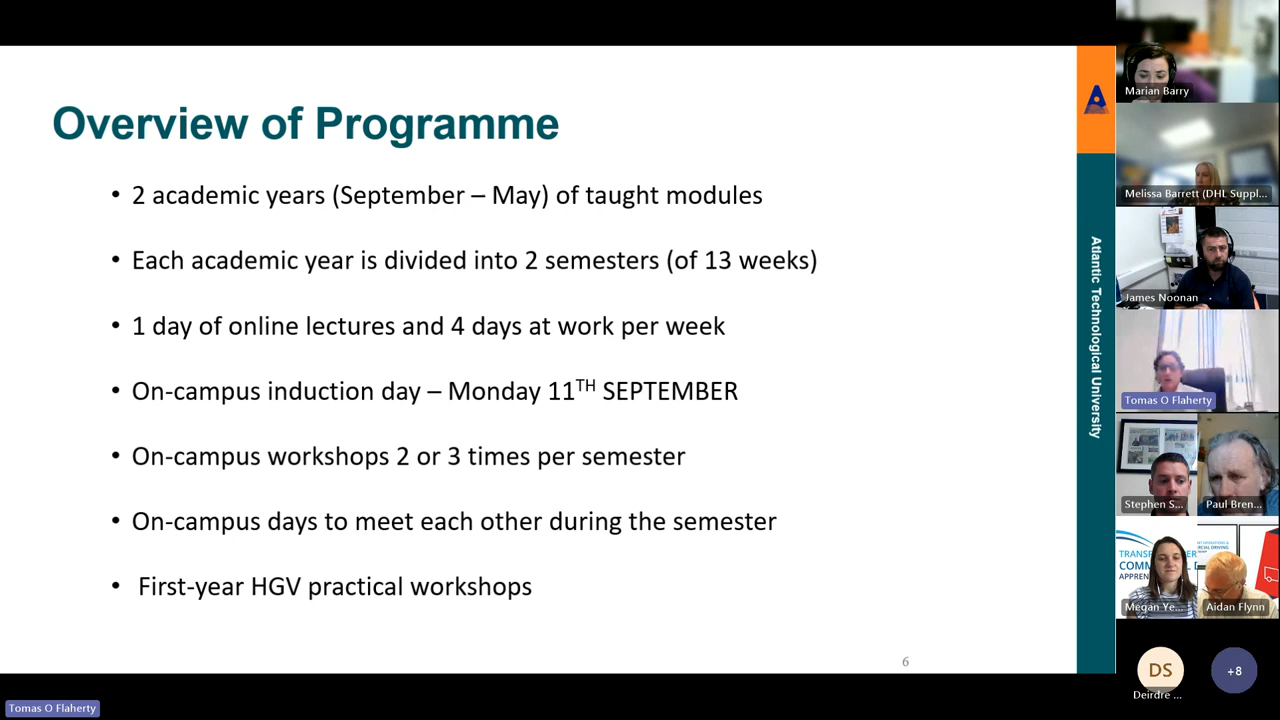 Overview of Programme
• 2 academic years (September – May) of taught modules
• Each academic year is divided into 2 semesters (of 13 weeks)
• 1 day of online lectures and 4 days at work per week
• On-campus induction day – Monday 11TH SEPTEMBER
• On-campus workshops 2 or 3 times per semester
• On-campus days to meet each other during the semester
• First-year HGV practical workshops
6
Atlantic Technological University
Marian Barry
Melissa Barrett (DHL Suppl...
James Noonan
Tomas O Flaherty
Stephen S...
Paul Bren...
TRANS
COMM
APPREN
Megan Ye...
Aidan Flynn
DS
Deirdre ...
+8
Tomas O Flaherty